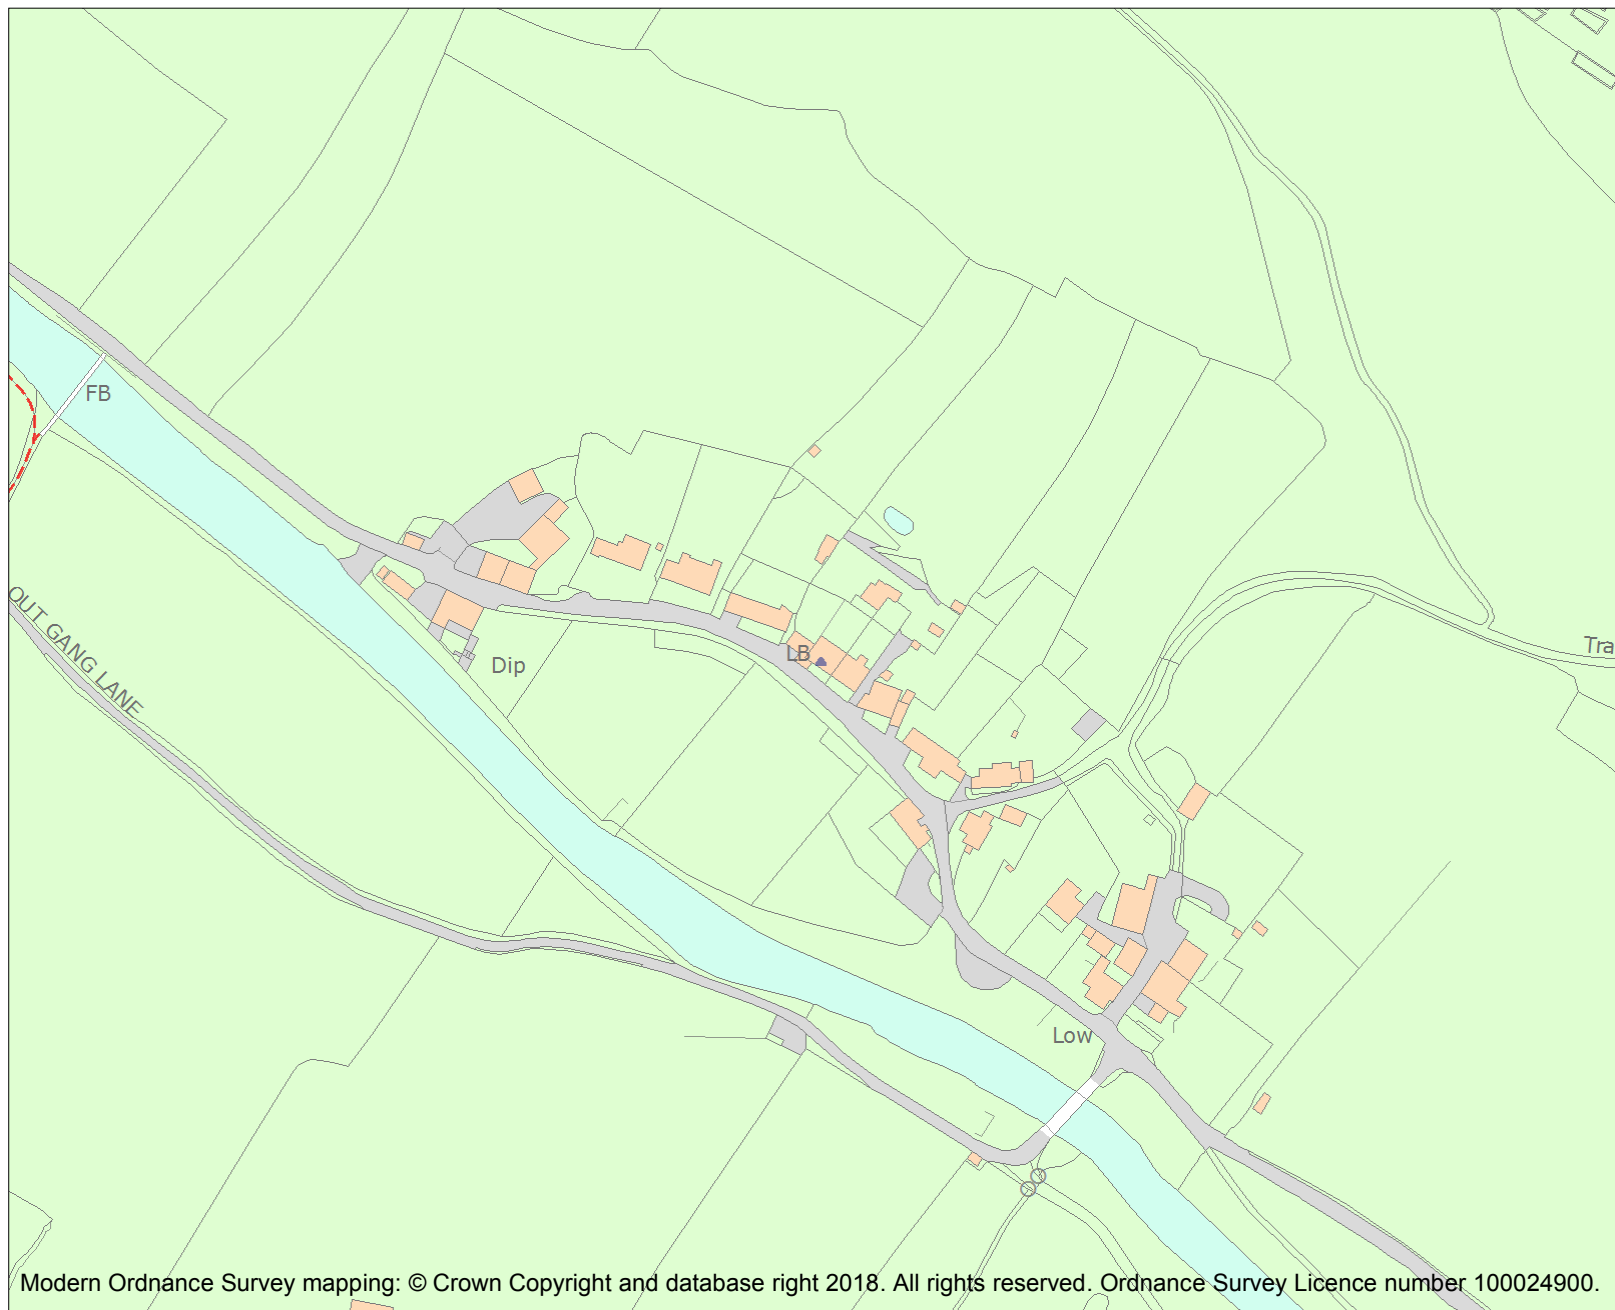 FB
OUT GANG LANE
Dip
LB
Tra
Low
Modern Ordnance Survey mapping: © Crown Copyright and database right 2018. All rights reserved. Ordnance Survey Licence number 100024900.